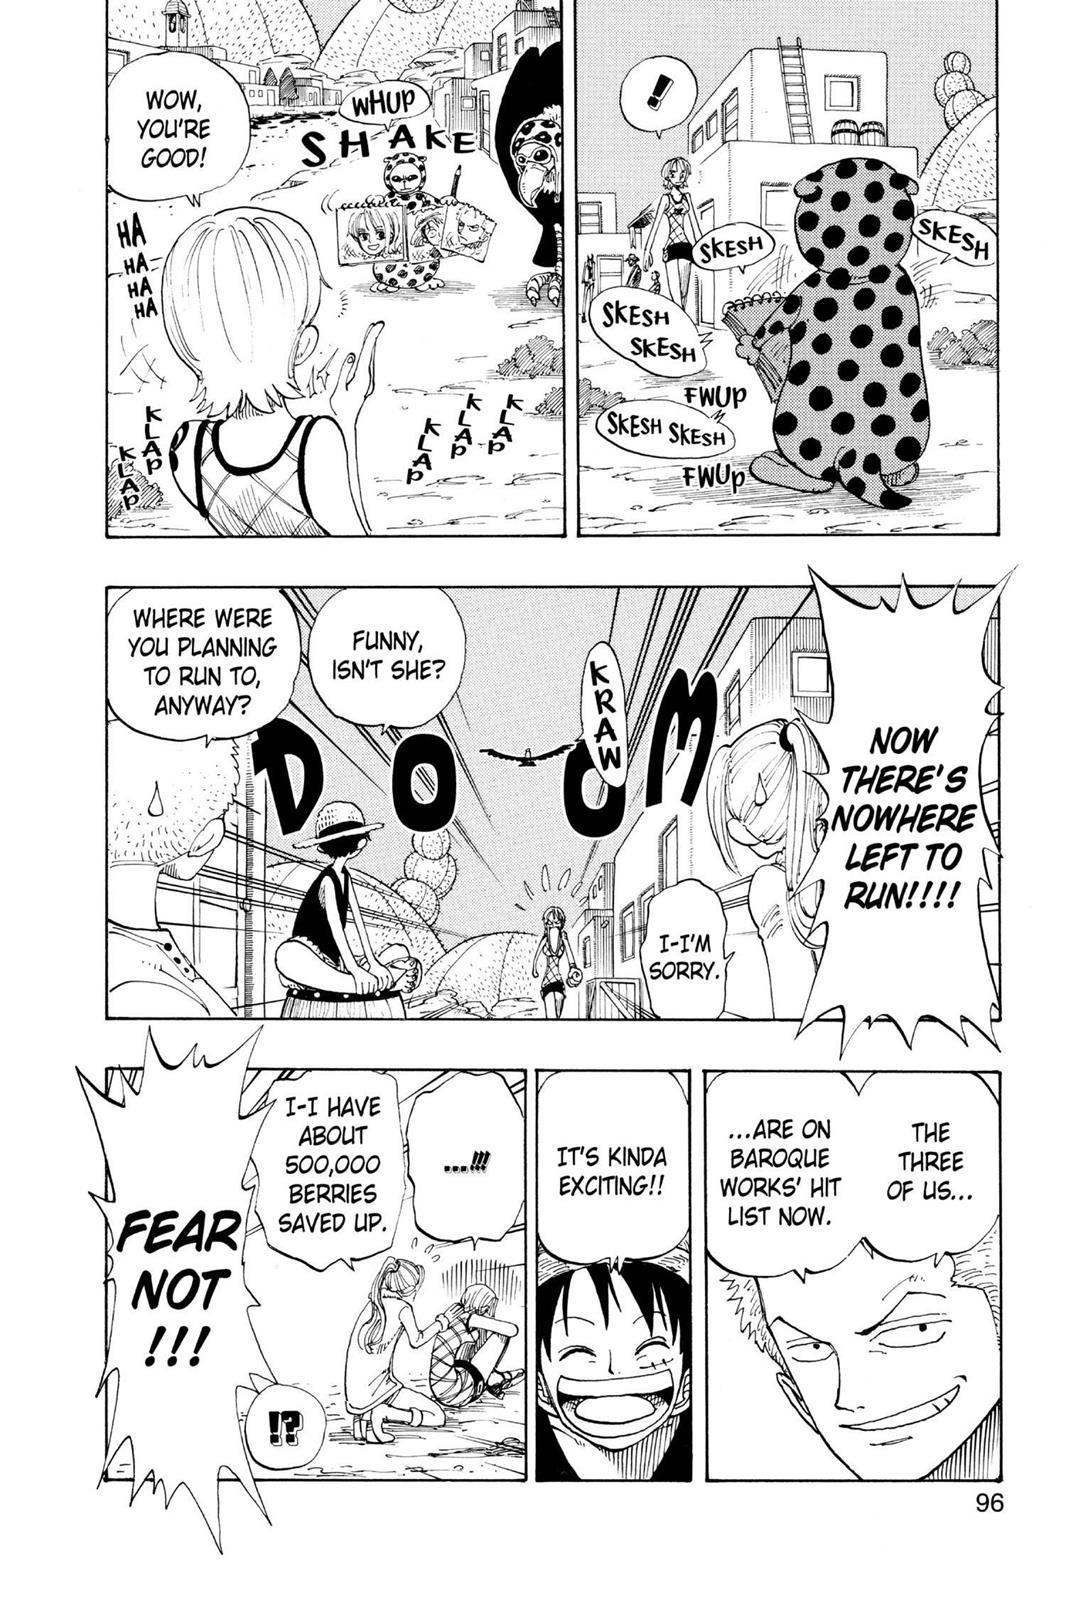 !
SKESH
SKESH
SKESH
SKESH
FWUP
SKESH SKESH
FWUP
WOW,
YOU'RE
GOOD!
WHUP
SHAKE
HA
HA
HA
HA
KLAP
KLAP
KLAP
KLAP
KLAP
NOW
THERE'S
NOWHERE
LEFT TO
RUN!!!!
I-I'M
SORRY.
KRAW
DOOM
FUNNY,
ISN'T SHE?
WHERE WERE
YOU PLANNING
TO RUN TO,
ANYWAY?
THE
THREE
OF US...
...ARE ON
BAROQUE
WORKS' HIT
LIST NOW.
IT'S KINDA
EXCITING!!
...!!!
I-I HAVE
ABOUT
500,000
BERRIES
SAVED UP.
FEAR
NOT
!!!
!?
96